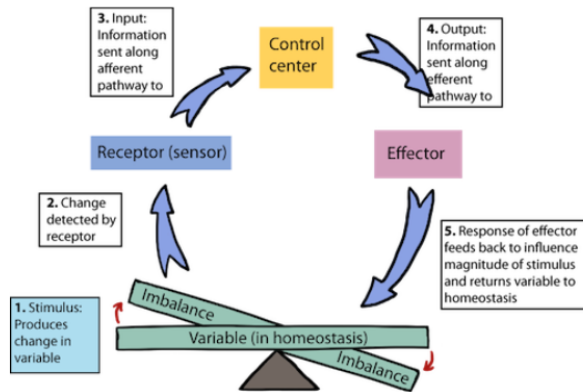 3. Input:
Information
sent along
afferent
pathway to
Control
center
4. Output:
Information
sent along
efferent
pathway to
Receptor (sensor)
Effector
2. Change
detected by
receptor
5. Response of effector
feeds back to influence
magnitude of stimulus
and returns variable to
homeostasis
1. Stimulus:
Produces
change in
variable
Imbalance
Variable (in homeostasis)
Imbalance